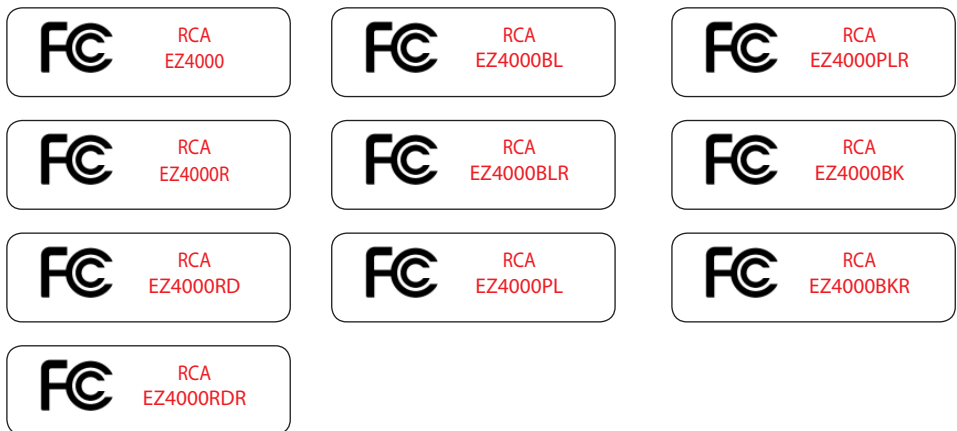 FC RCA
EZ4000
FC RCA
EZ4000BL
FC RCA
EZ4000PLR
FC RCA
EZ4000R
FC RCA
EZ4000BLR
FC RCA
EZ4000BK
FC RCA
EZ4000RD
FC RCA
EZ4000PL
FC RCA
EZ4000BKR
FC RCA
EZ4000RDR